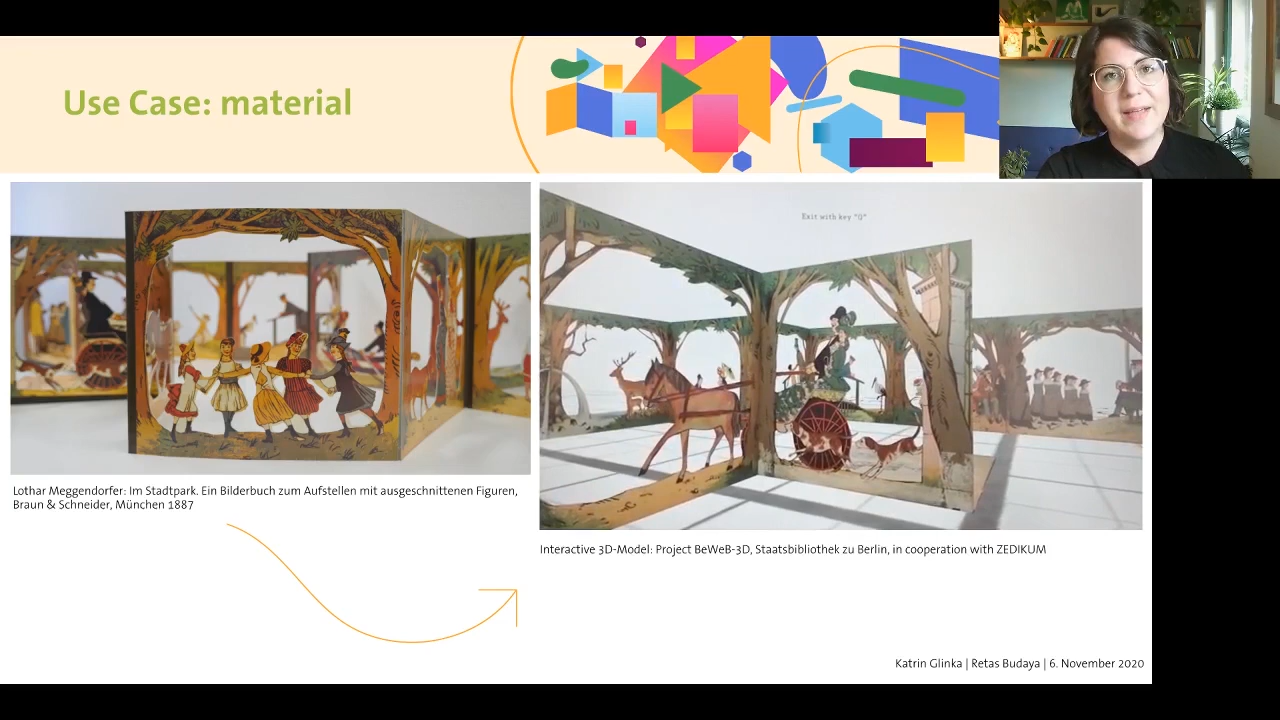 Use Case: material
Exit with key "Q"
Lothar Meggendorfer: Im Stadtpark. Ein Bilderbuch zum Aufstellen mit ausgeschnittenen Figuren,
Braun & Schneider, München 1887
Interactive 3D-Model: Project BeWeB-3D, Staatsbibliothek zu Berlin, in cooperation with ZEDIKUM
Katrin Glinka | Retas Budaya | 6. November 2020